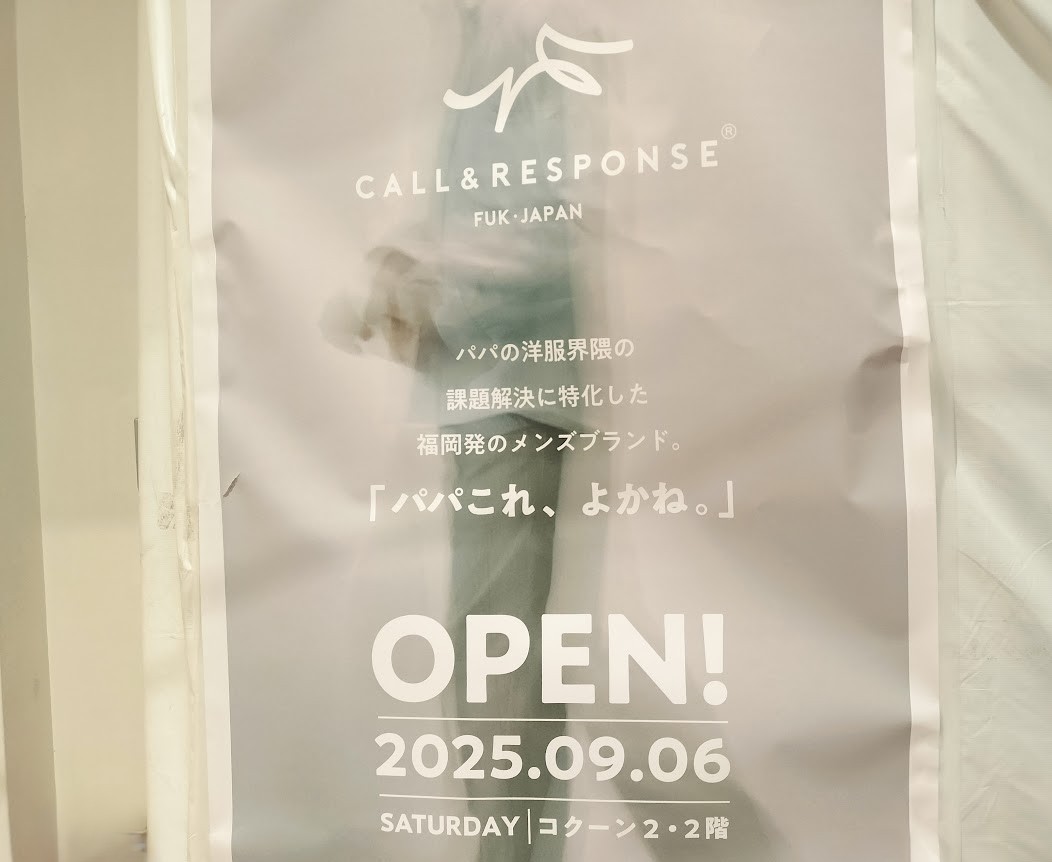 CALL&RESPONSE®
FUK・JAPAN
パパの洋服界隈の
課題解決に特化した
福岡発のメンズブランド。
「パパこれ、よかね。」
OPEN!
2025.09.06
SATURDAY|コクーン2・2階